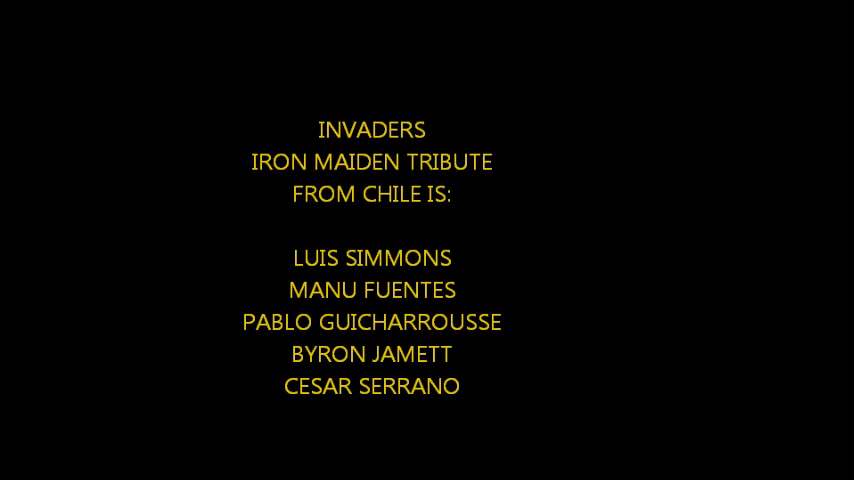 INVADERS
IRON MAIDEN TRIBUTE
FROM CHILE IS:
LUIS SIMMONS
MANU FUENTES
PABLO GUICHARROUSSE
BYRON JAMETT
CESAR SERRANO